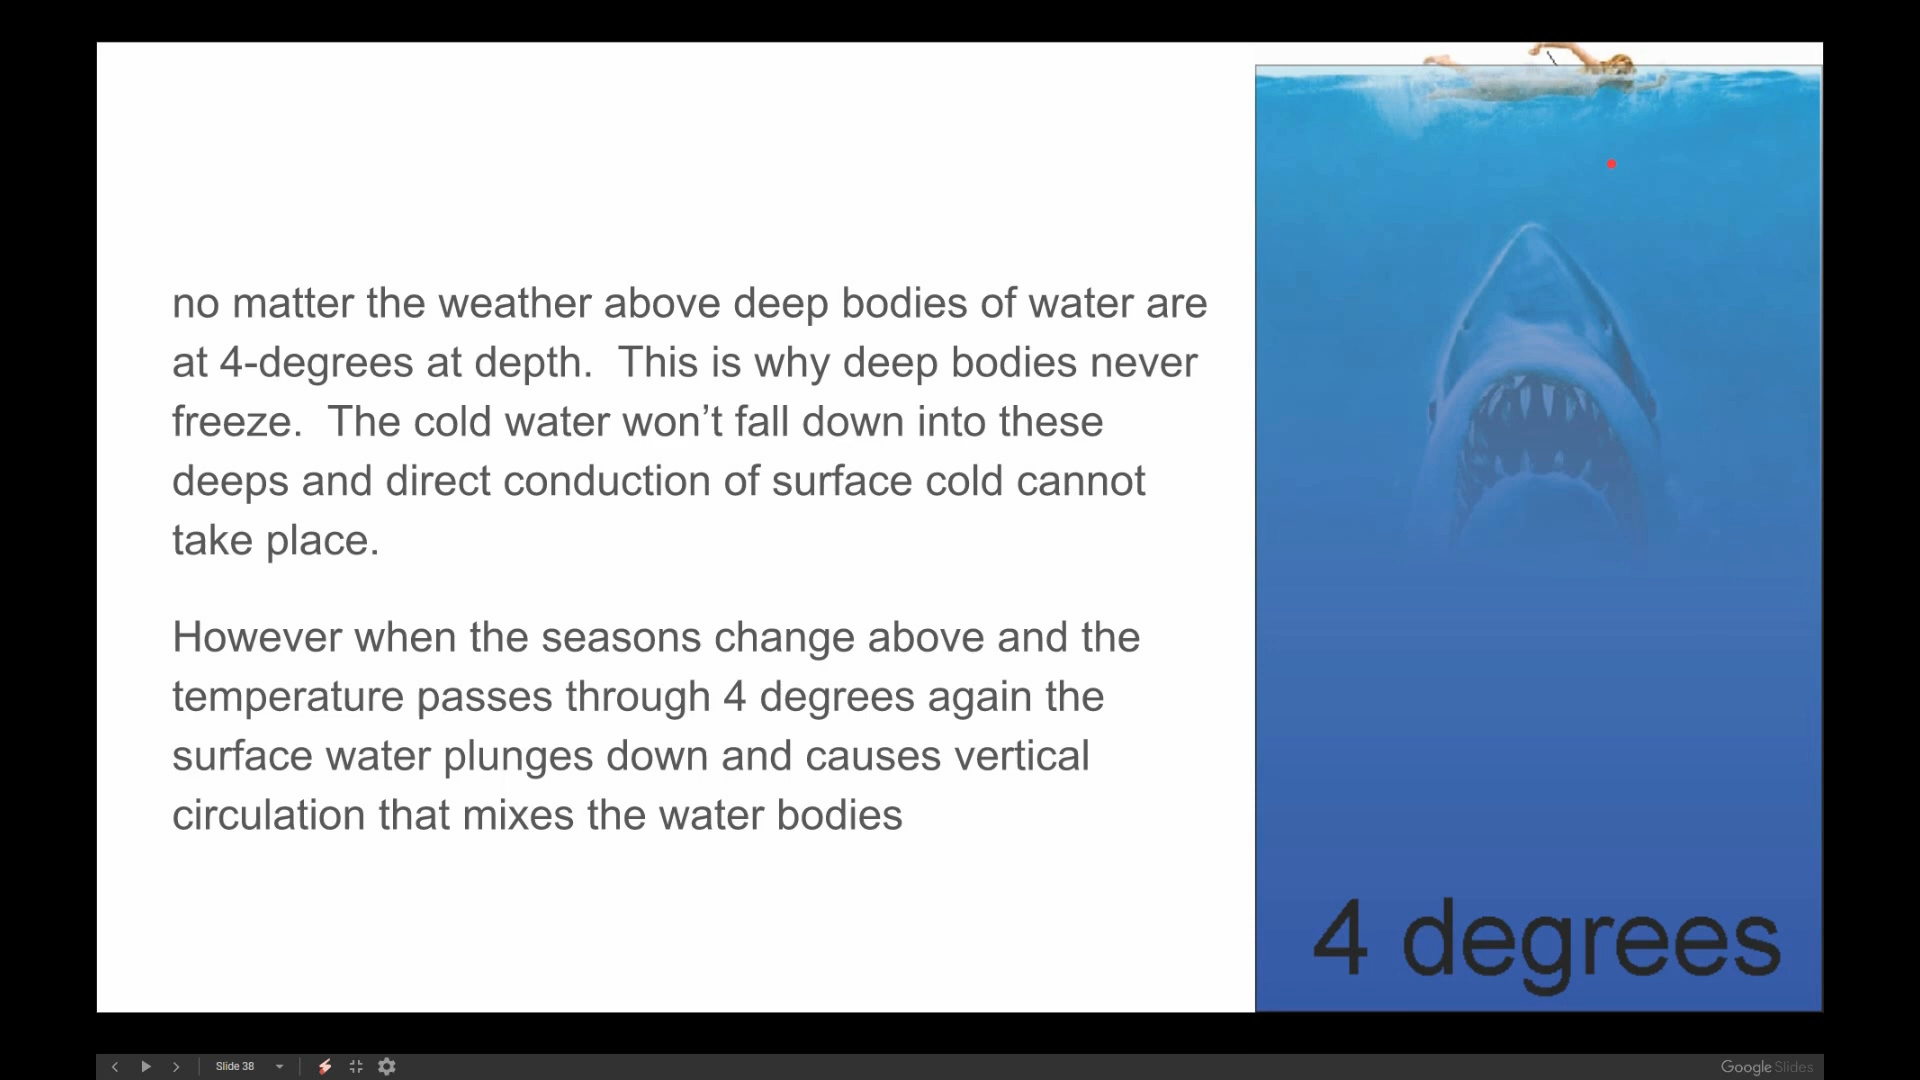 no matter the weather above deep bodies of water are
at 4-degrees at depth.  This is why deep bodies never
freeze.  The cold water won’t fall down into these
deeps and direct conduction of surface cold cannot
take place.
However when the seasons change above and the
temperature passes through 4 degrees again the
surface water plunges down and causes vertical
circulation that mixes the water bodies
4 degrees
Slide 38
Google Slides